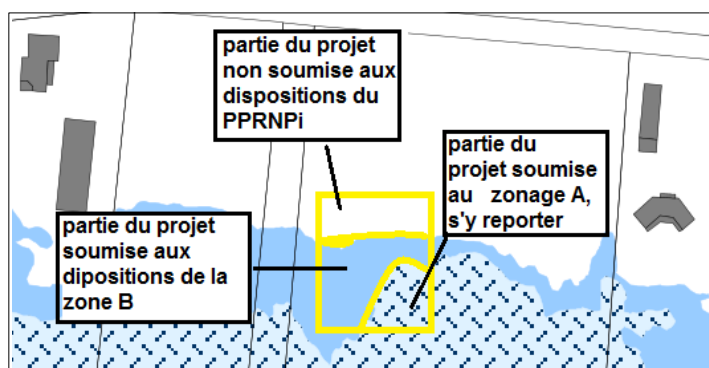 partie du projet
non soumise aux
dispositions du
PPRNPi
partie du
projet soumise
au zonage A,
s'y reporter
partie du projet
soumise aux
dipositions de la
zone B